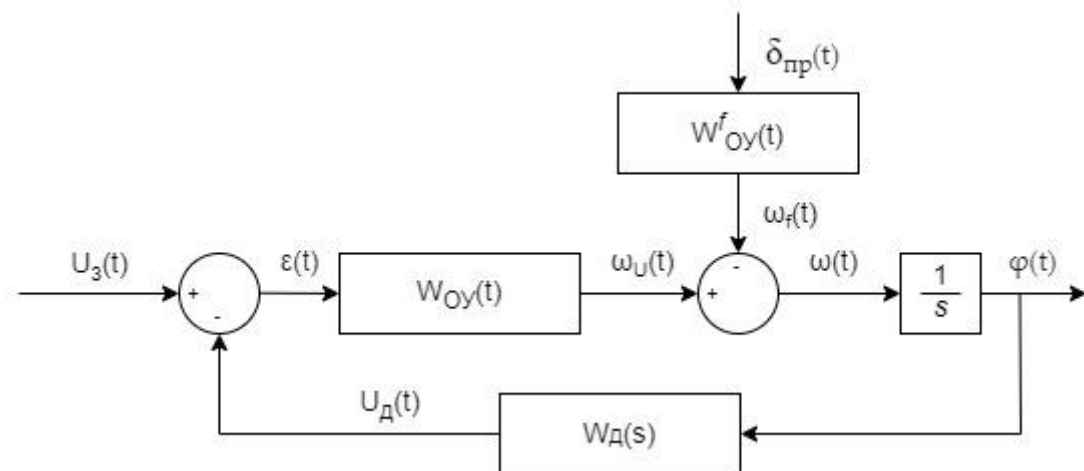 δпр(t)
WfОУ(t)
ωf(t)
UЗ(t)
+
-
ε(t)
WОУ(t)
ωU(t)
+
-
ω(t)
1
s
φ(t)
UД(t)
WД(s)